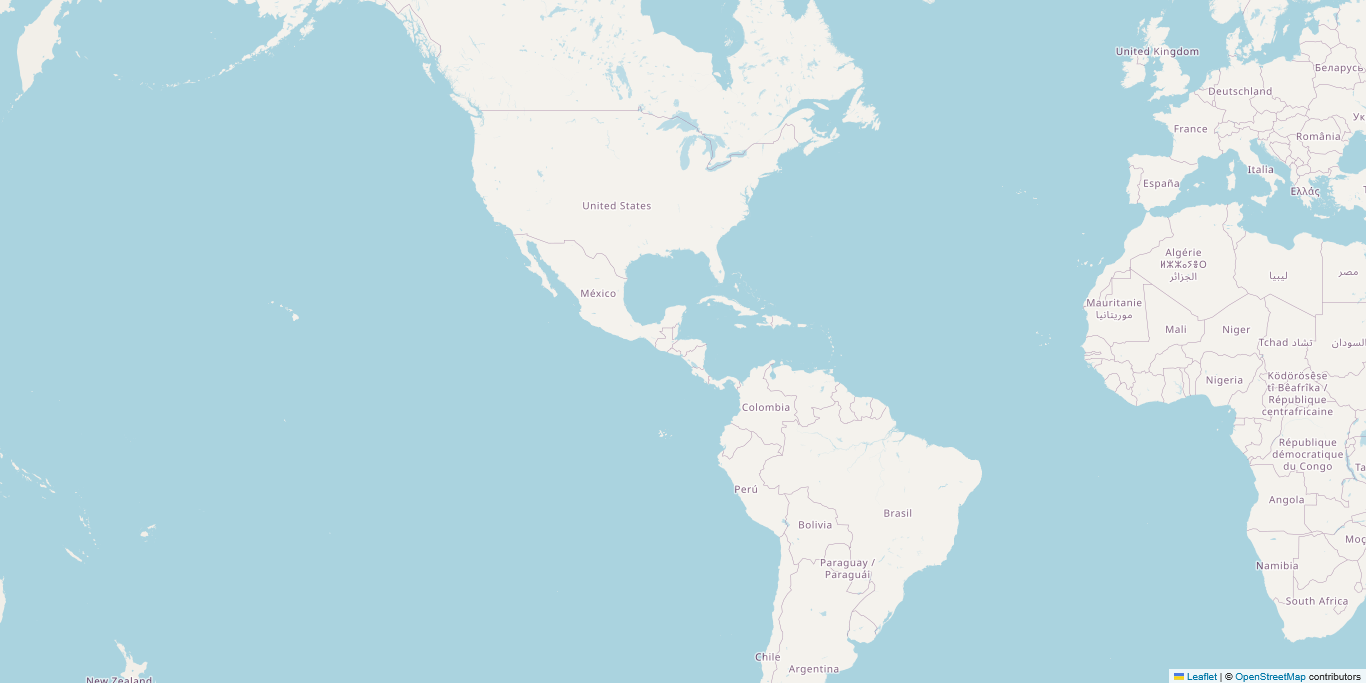 United Kingdom
Беларусь
Deutschland
France
România
Italia
España
Ελλάς
United States
Algérie
ⵍⵣⵣⴰⵢⴻⵔ
الجزائر
ليبيا
مصر
México
Mauritanie
موريتانيا
Mali
Niger
Tchad تشاد
السودان
Nigeria
Ködörösêse
tî Bêafrîka /
République
centrafricaine
Colombia
République
démocratique
du Congo
Perú
Angola
Brasil
Bolivia
Paraguay /
Paraguái
Namibia
South Africa
Chile
Argentina
New Zealand
Leaflet | © OpenStreetMap contributors